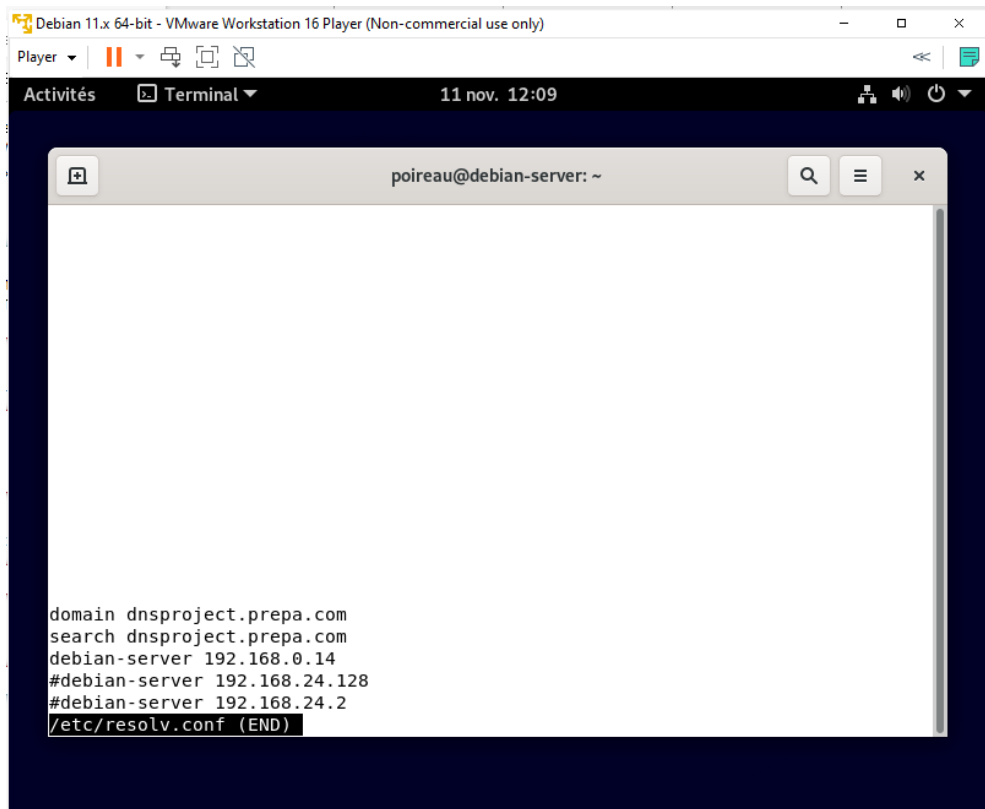 Debian 11.x 64-bit - VMware Workstation 16 Player (Non-commercial use only)
Player
Activités Terminal 11 nov. 12:09
poireau@debian-server: ~
domain dnsproject.prepa.com
search dnsproject.prepa.com
debian-server 192.168.0.14
#debian-server 192.168.24.128
#debian-server 192.168.24.2
/etc/resolv.conf (END)